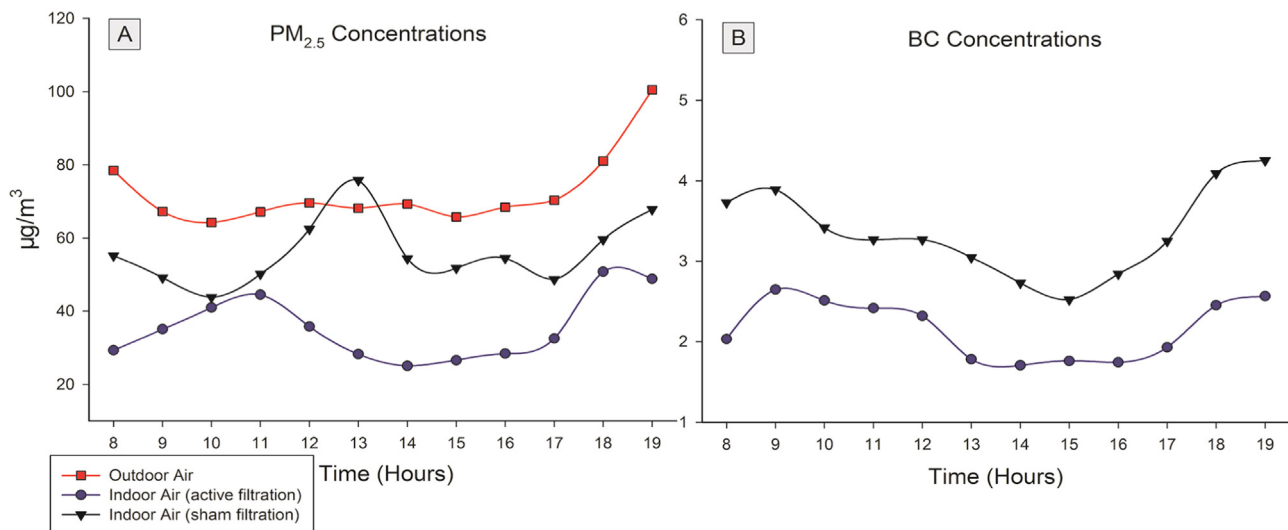 A
PM2.5 Concentrations
120
100
80
60
40
20
µg/m3
8 9 10 11 12 13 14 15 16 17 18 19
Time (Hours)
Outdoor Air
Indoor Air (active filtration)
Indoor Air (sham filtration)
B
BC Concentrations
6
5
4
3
2
1
8 9 10 11 12 13 14 15 16 17 18 19
Time (Hours)